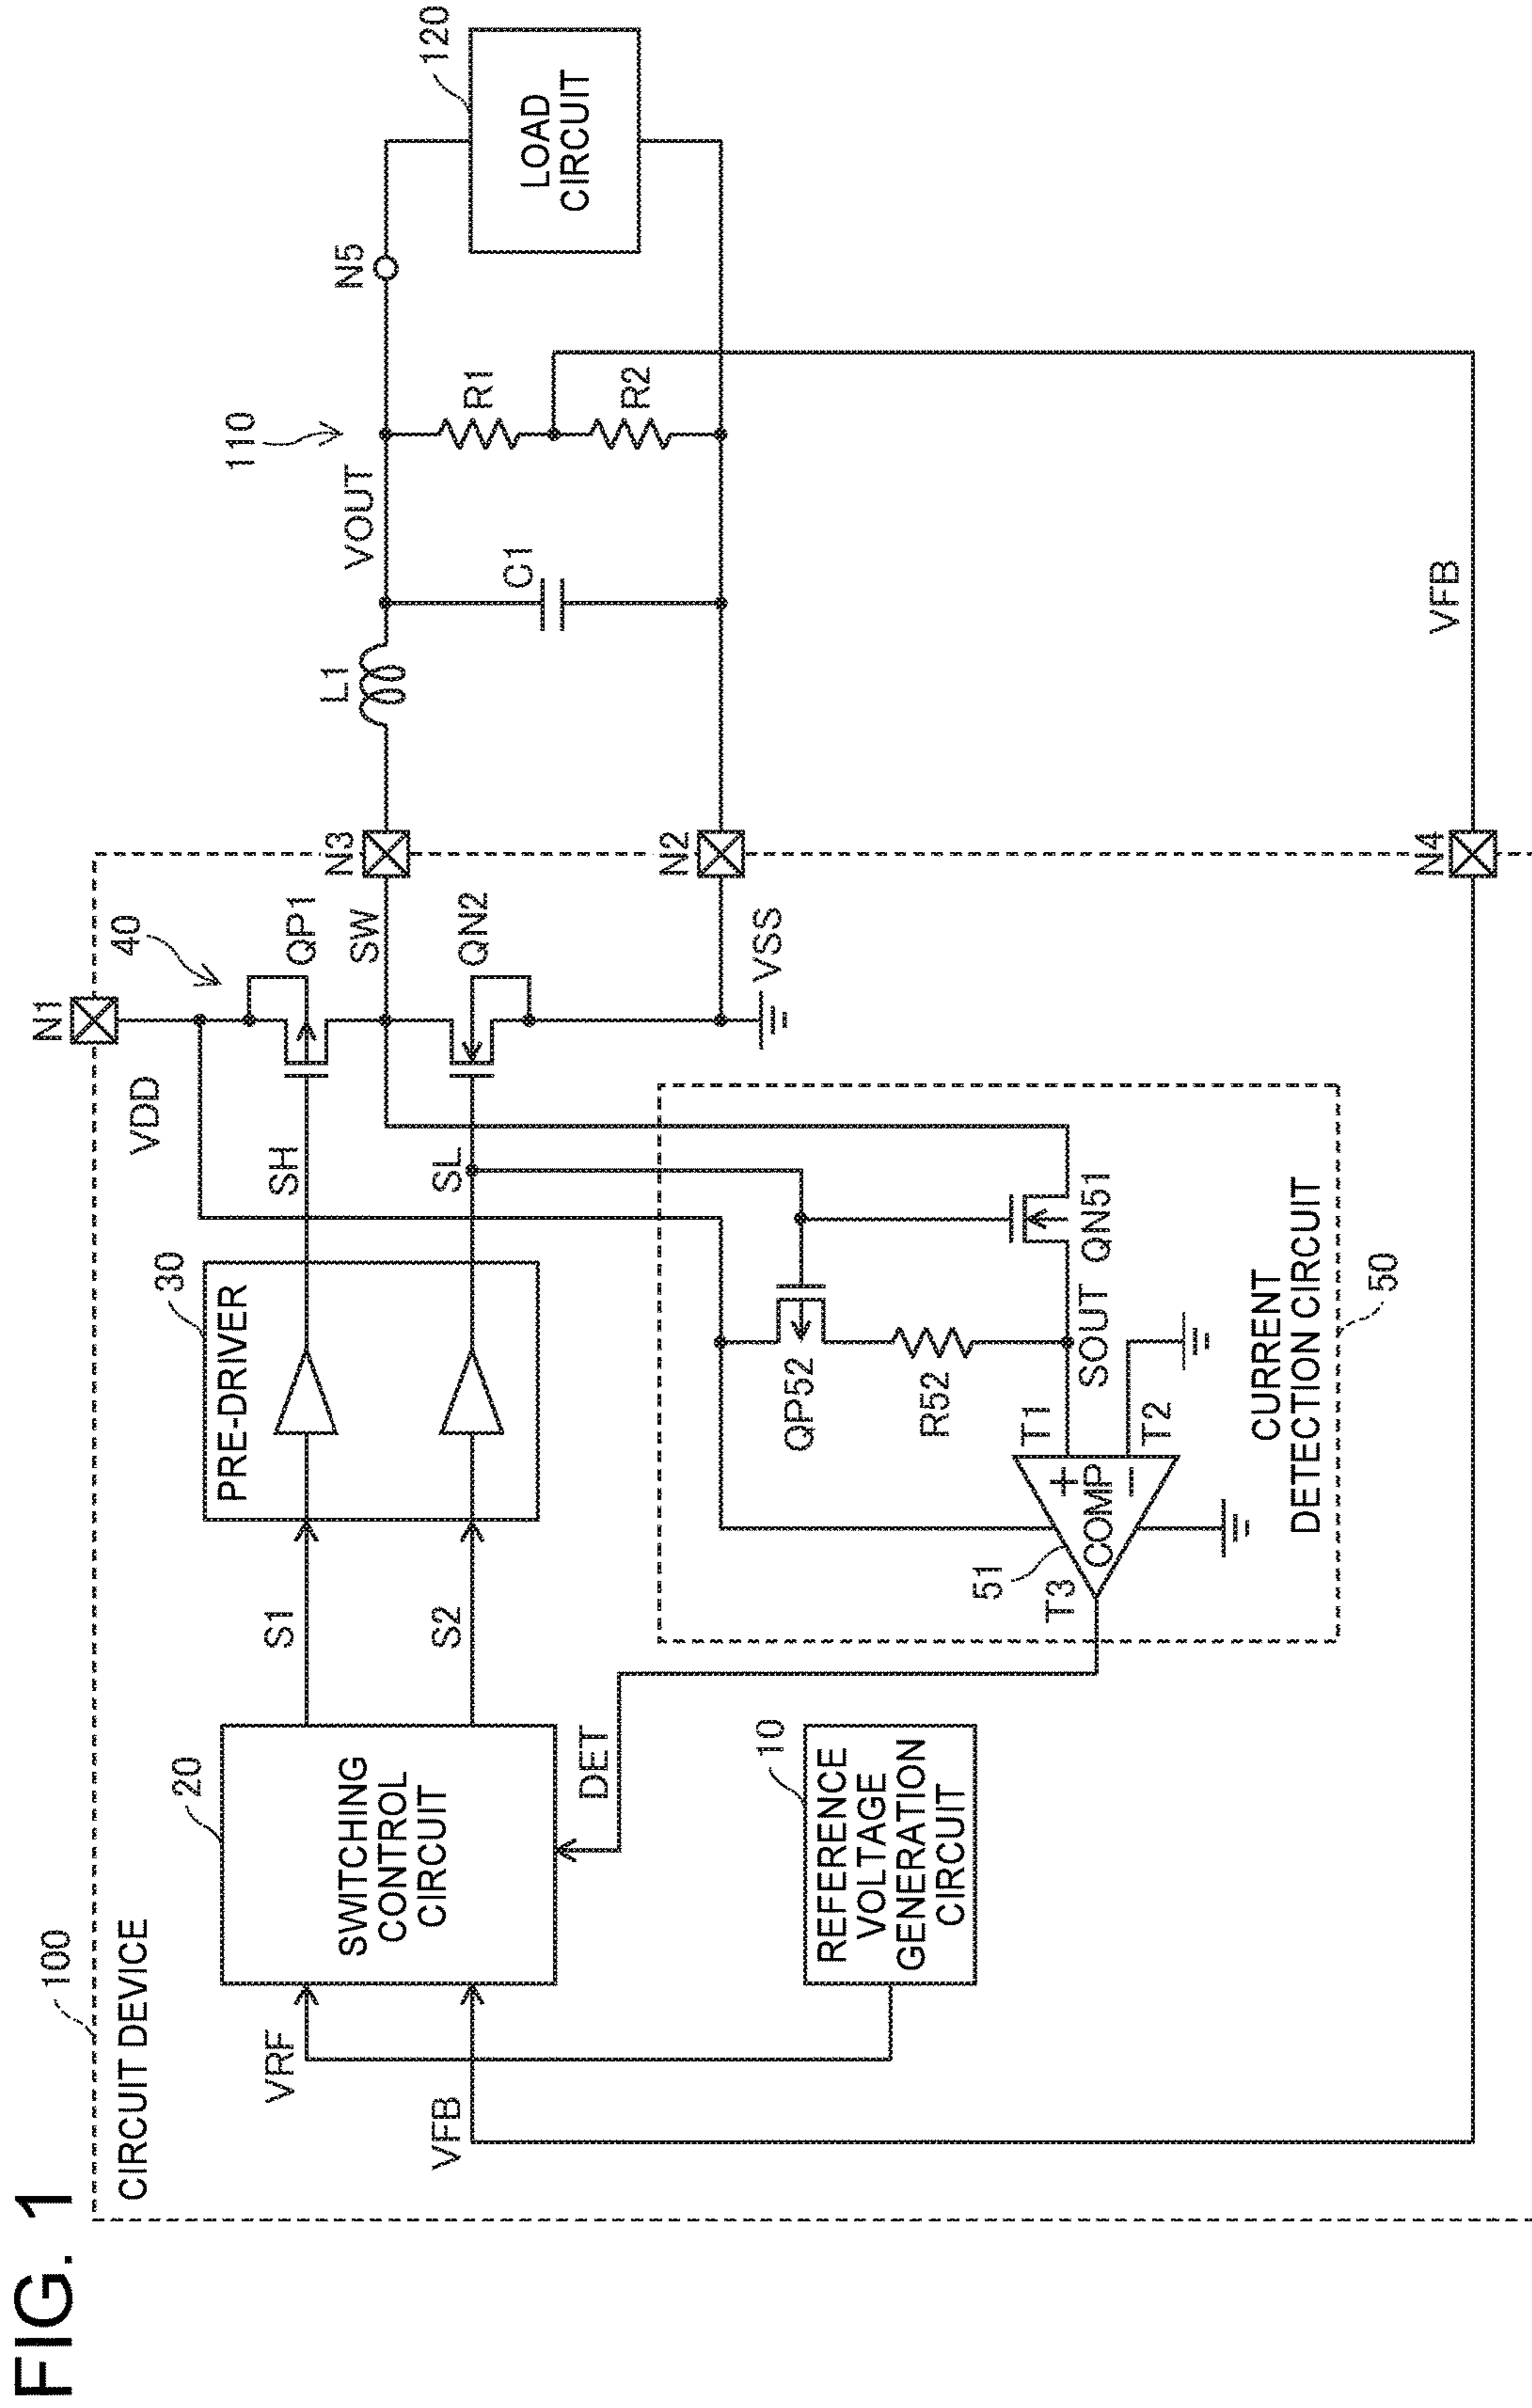 FIG. 1
100
CIRCUIT DEVICE
VDD
N1
20
30
40
110
120
VRF
S1
PRE-DRIVER
SH
QP1
SWITCHING
CONTROL
CIRCUIT
SW
N3
L1
VOUT
N5
VFB
S2
SL
QN2
C1
R1
R2
LOAD
CIRCUIT
DET
N2
VSS
10
REFERENCE
VOLTAGE
GENERATION
CIRCUIT
QP52
R52
51
T3
COMP
+
−
T1
T2
SOUT
QN51
CURRENT
DETECTION CIRCUIT
50
N4
VFB